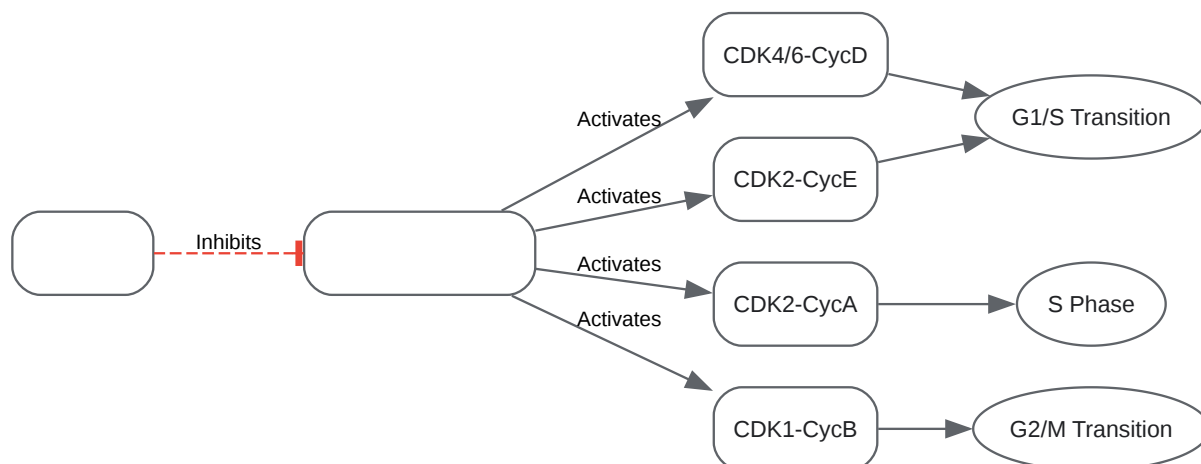 CDK4/6-CycD
Activates
G1/S Transition
CDK2-CycE
Activates
Inhibits
Activates
CDK2-CycA
S Phase
Activates
CDK1-CycB
G2/M Transition